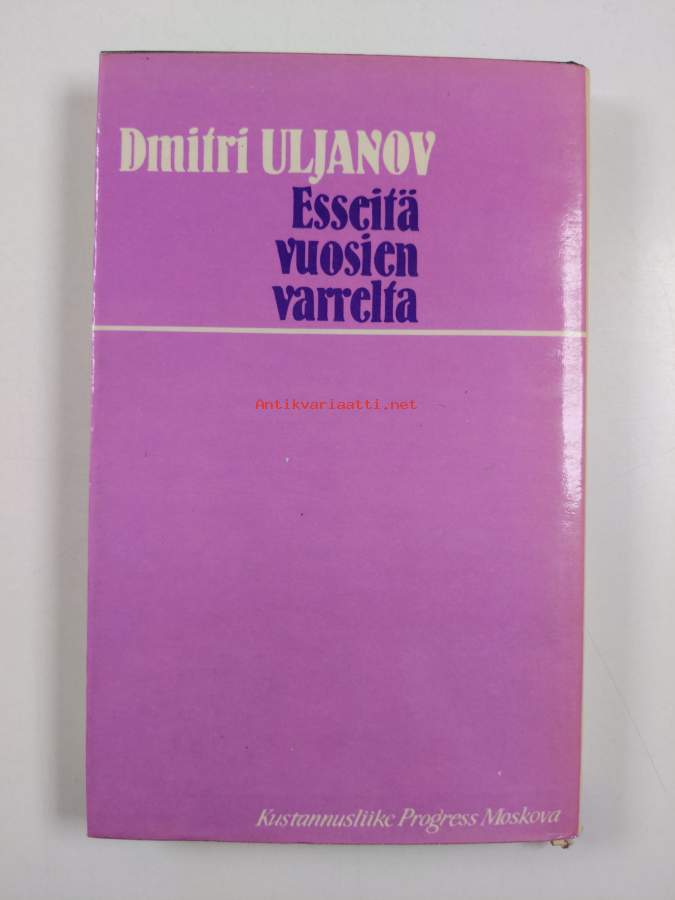 Dmitri ULJANOV
Esseitä
vuosien
varrelta
Antikvariaatti.net
Kustannusliike Progress Moskova